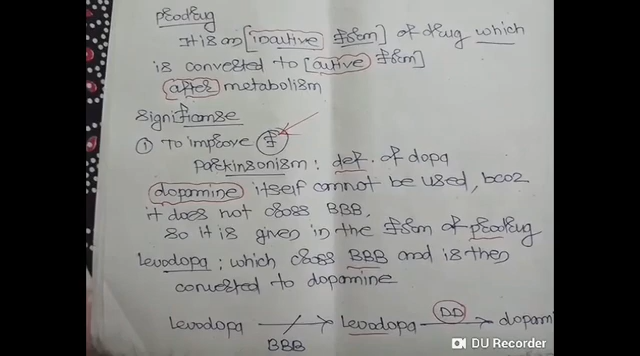 prodrug
It is an [inactive form] of drug which
is converted to [active form]
after metabolism
Significanse
① To improve F
Parkinsonism : def. of dopa
dopamine itself cannot be used, bcoz
it does not cross BBB,
so it is given in the form of prodrug
Levodopa : which cross BBB and is then
converted to dopamine
Levodopa → Levodopa DD → dopami
BBB
DU Recorder